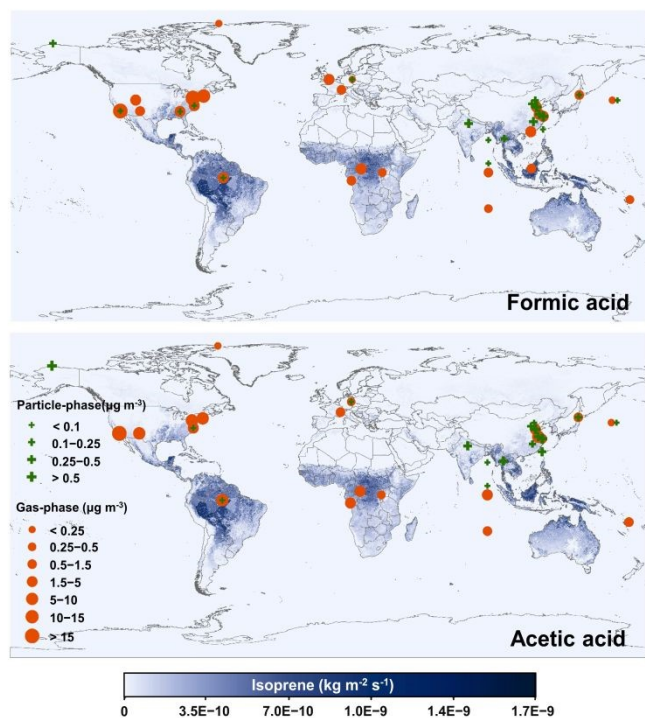 Formic acid
Particle-phase(µg m⁻³)
< 0.1
0.1−0.25
0.25−0.5
> 0.5
Gas-phase (µg m⁻³)
< 0.25
0.25−0.5
0.5−1.5
1.5−5
5−10
10−15
> 15
Acetic acid
Isoprene (kg m⁻² s⁻¹)
0 3.5E-10 7.0E-10 1.0E-9 1.4E-9 1.7E-9